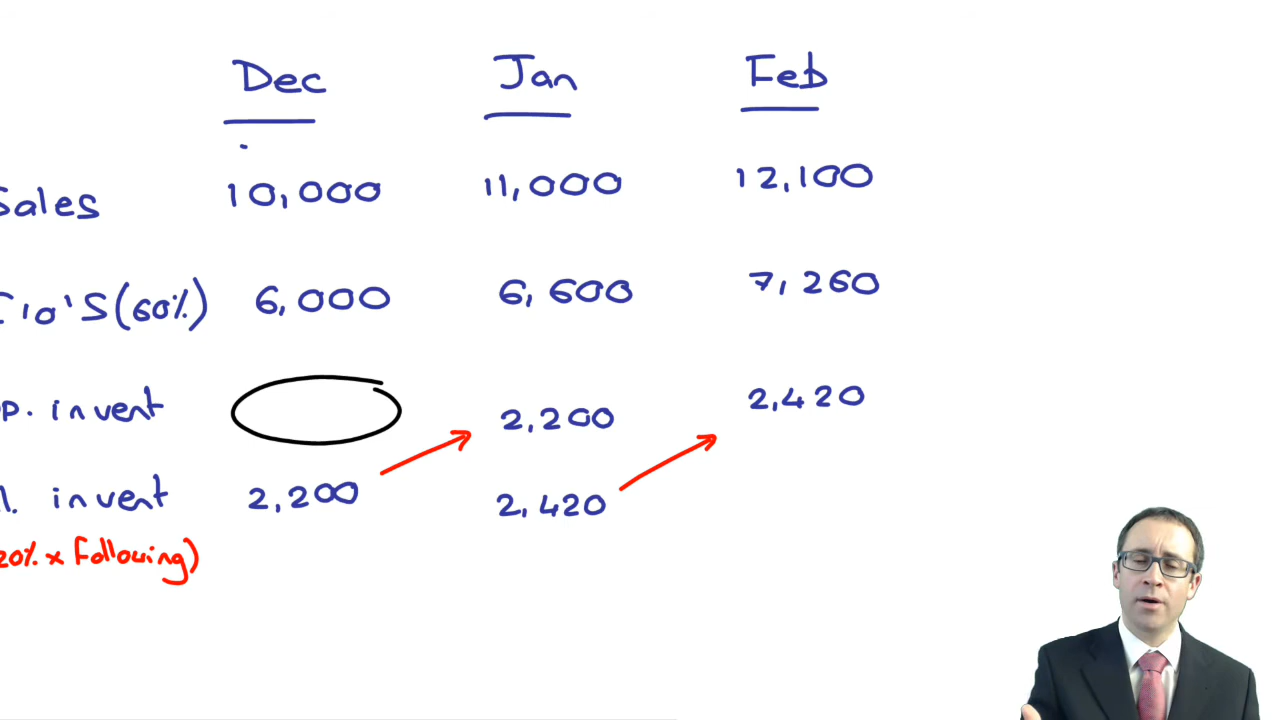 Dec Jan Feb
Sales 10,000 11,000 12,100
C'o'S (60%) 6,000 6,600 7,260
p. invent 2,200 2,420
l. invent 2,200 2,420
20% x Following)